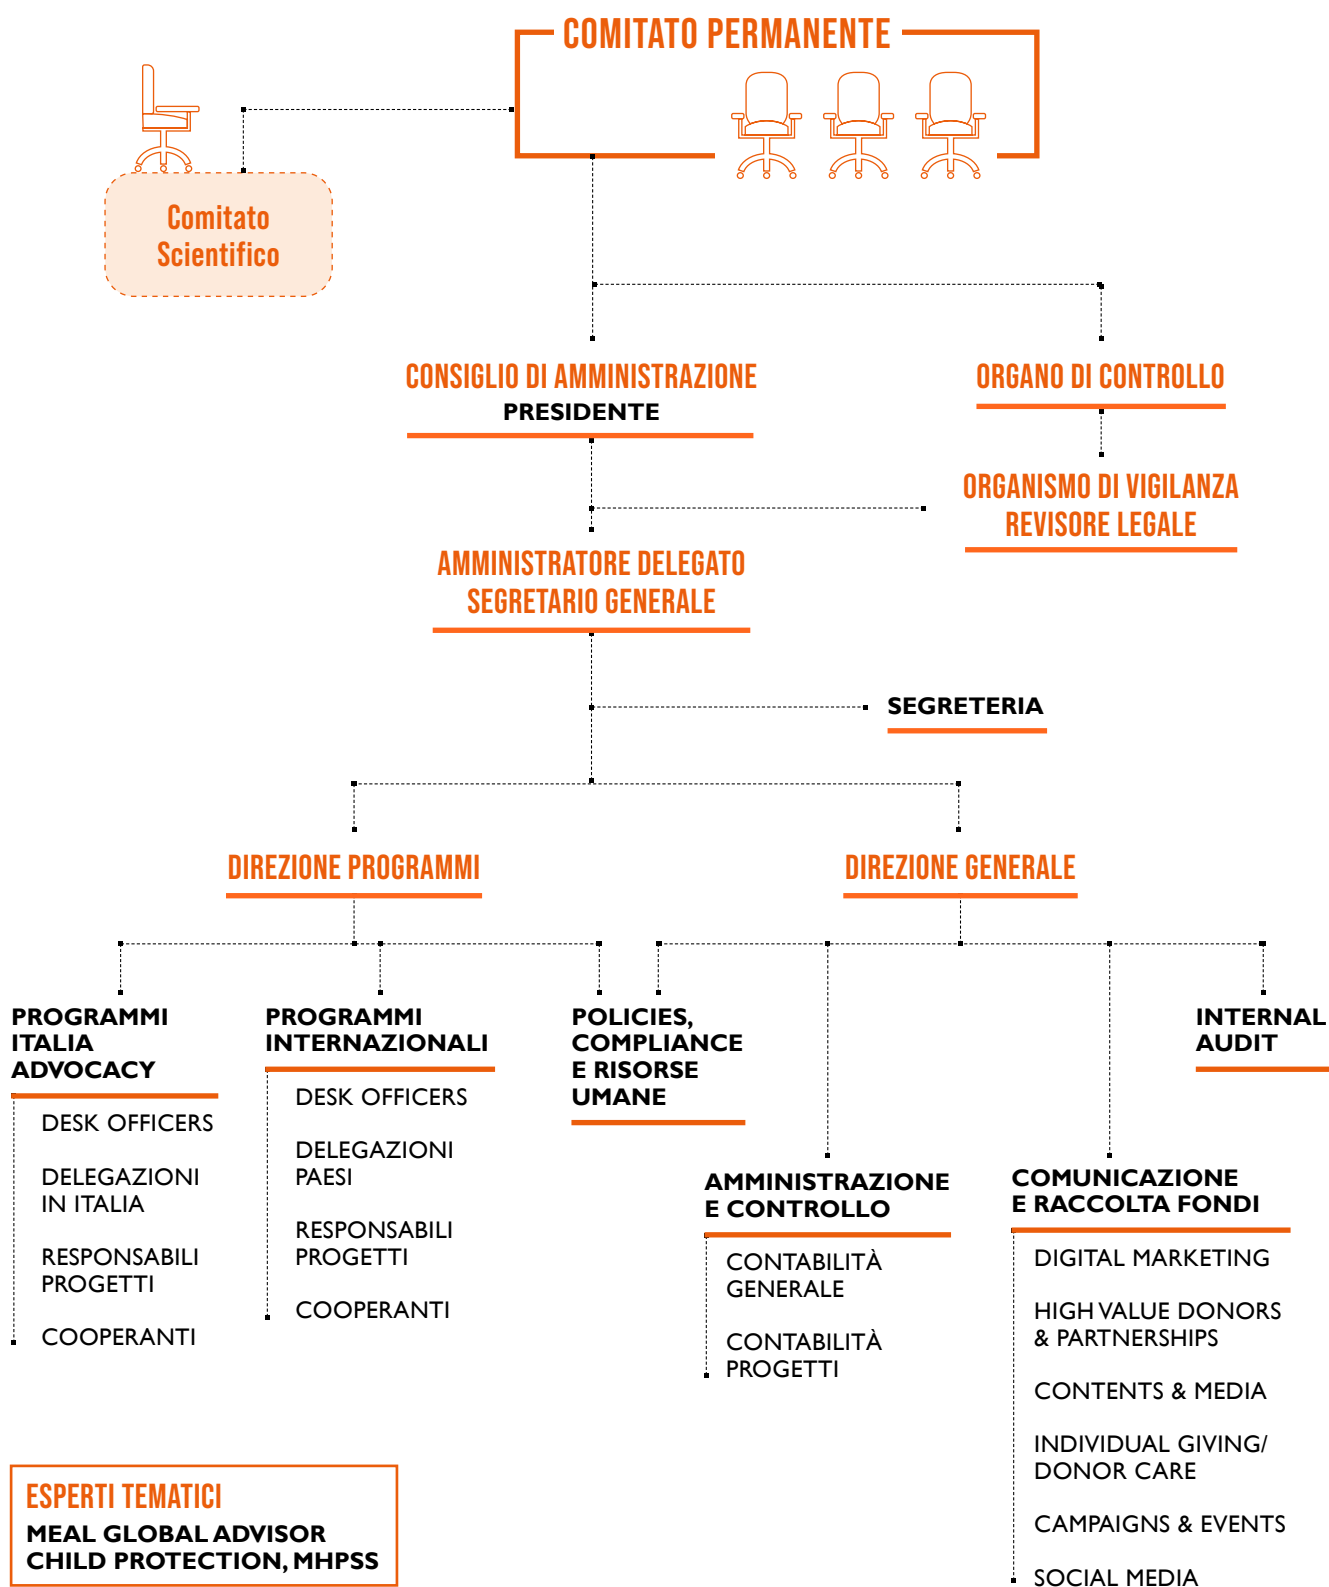 COMITATO PERMANENTE
Comitato
Scientifico
CONSIGLIO DI AMMINISTRAZIONE
PRESIDENTE
ORGANO DI CONTROLLO
ORGANISMO DI VIGILANZA
REVISORE LEGALE
AMMINISTRATORE DELEGATO
SEGRETARIO GENERALE
SEGRETERIA
DIREZIONE PROGRAMMI
DIREZIONE GENERALE
PROGRAMMI
ITALIA
ADVOCACY
DESK OFFICERS
DELEGAZIONI
IN ITALIA
RESPONSABILI
PROGETTI
COOPERANTI
PROGRAMMI
INTERNAZIONALI
DESK OFFICERS
DELEGAZIONI
PAESI
RESPONSABILI
PROGETTI
COOPERANTI
POLICIES,
COMPLIANCE
E RISORSE
UMANE
AMMINISTRAZIONE
E CONTROLLO
CONTABILITÀ
GENERALE
CONTABILITÀ
PROGETTI
COMUNICAZIONE
E RACCOLTA FONDI
DIGITAL MARKETING
HIGH VALUE DONORS
& PARTNERSHIPS
CONTENTS & MEDIA
INDIVIDUAL GIVING/
DONOR CARE
CAMPAIGNS & EVENTS
SOCIAL MEDIA
INTERNAL
AUDIT
ESPERTI TEMATICI
MEAL GLOBAL ADVISOR
CHILD PROTECTION, MHPSS